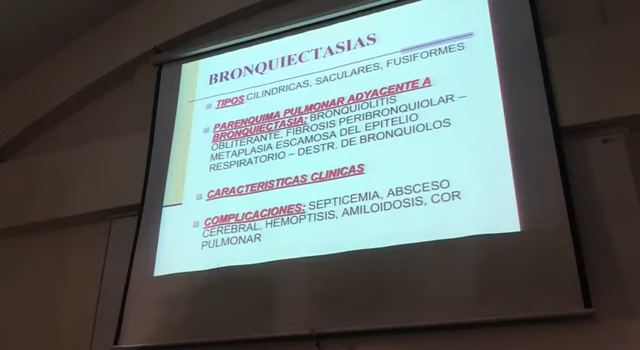 BRONQUIECTASIAS
TIPOS CILINDRICAS, SACULARES, FUSIFORMES
PARENQUIMA PULMONAR ADYACENTE A
BRONQUIECTASIA: BRONQUIOLITIS
OBLITERANTE, FIBROSIS PERIBRONQUIOLAR –
METAPLASIA ESCAMOSA DEL EPITELIO
RESPIRATORIO – DESTR. DE BRONQUIOLOS
CARACTERISTICAS CLINICAS
COMPLICACIONES: SEPTICEMIA, ABSCESO
CEREBRAL, HEMOPTISIS, AMILOIDOSIS, COR
PULMONAR